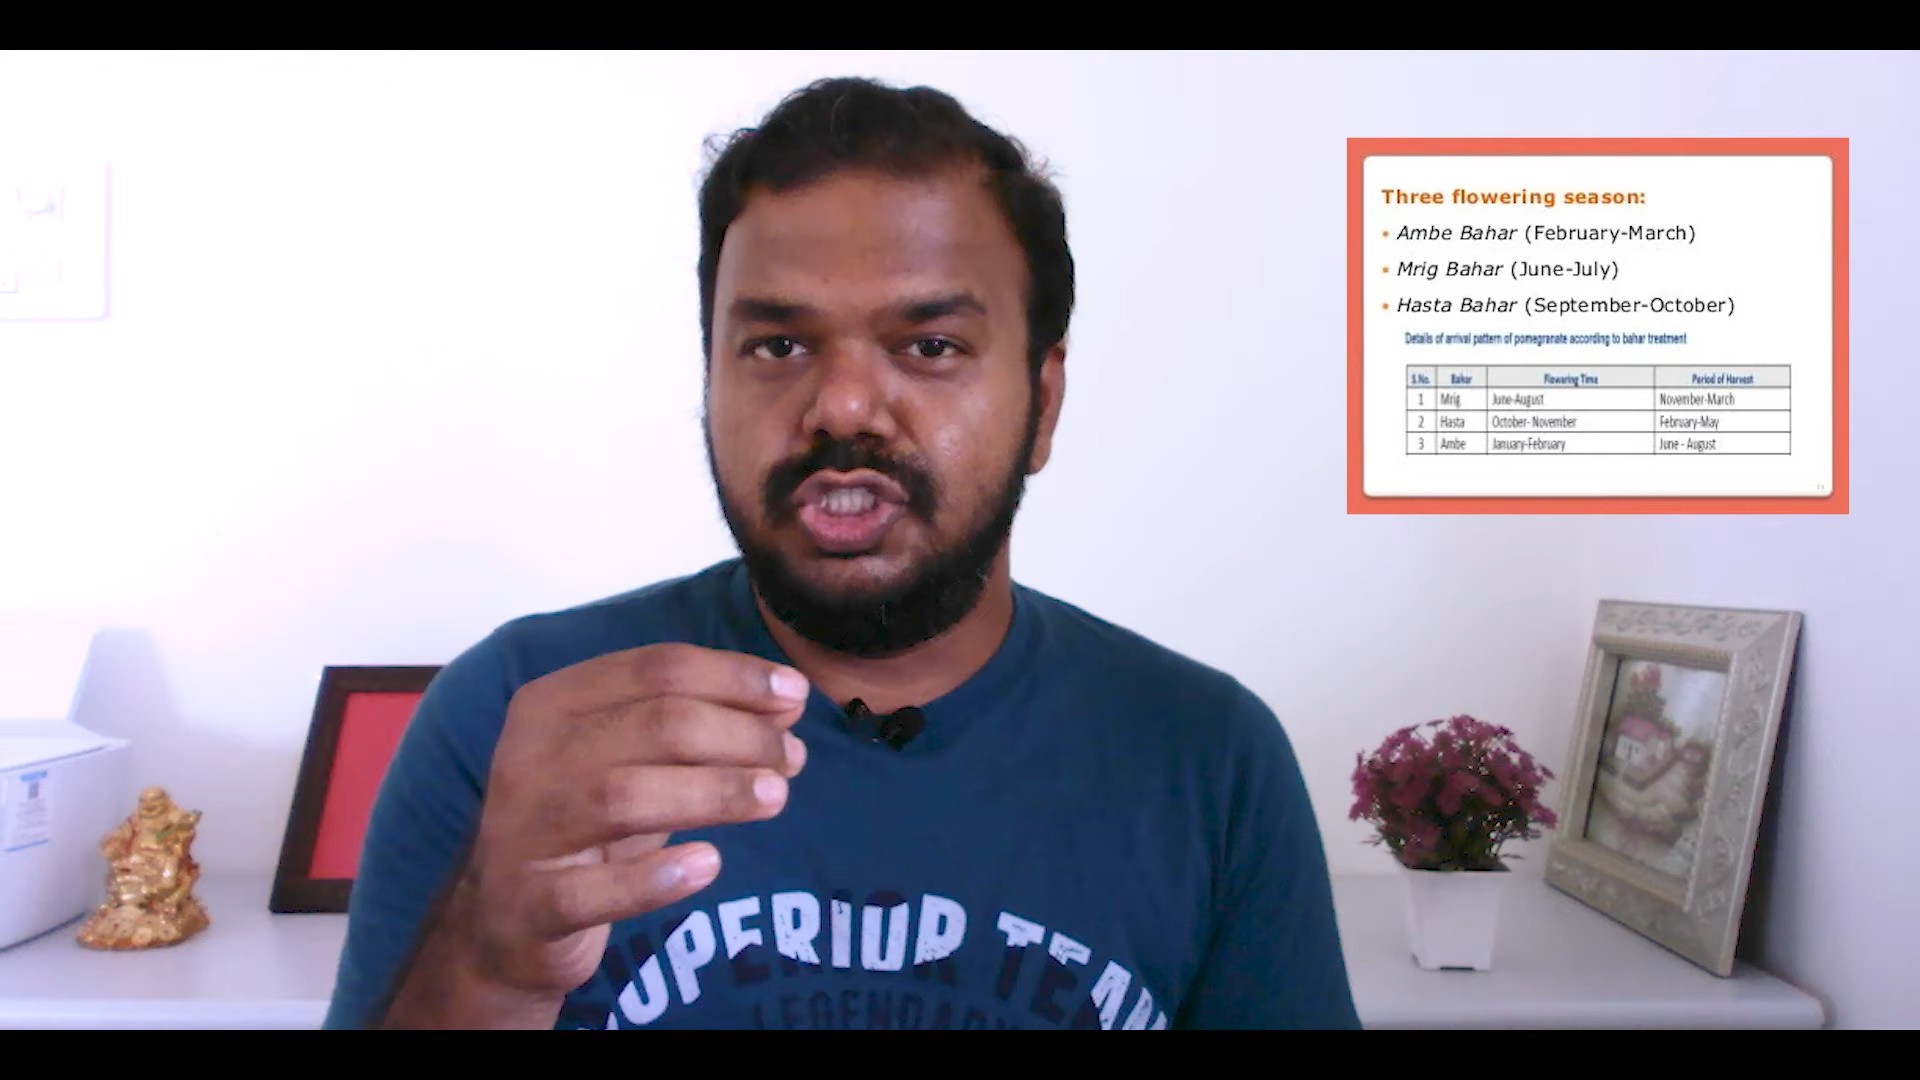 Three flowering season:
• Ambe Bahar (February-March)
• Mrig Bahar (June-July)
• Hasta Bahar (September-October)
Details of arrival pattern of pomegranate according to bahar treatment
S.No. Bahar Flowering Time Period of Harvest
1 Mrig June-August November-March
2 Hasta October- November February-May
3 Ambe January-February June - August
SUPERIOR TEAM
LEGENDARY